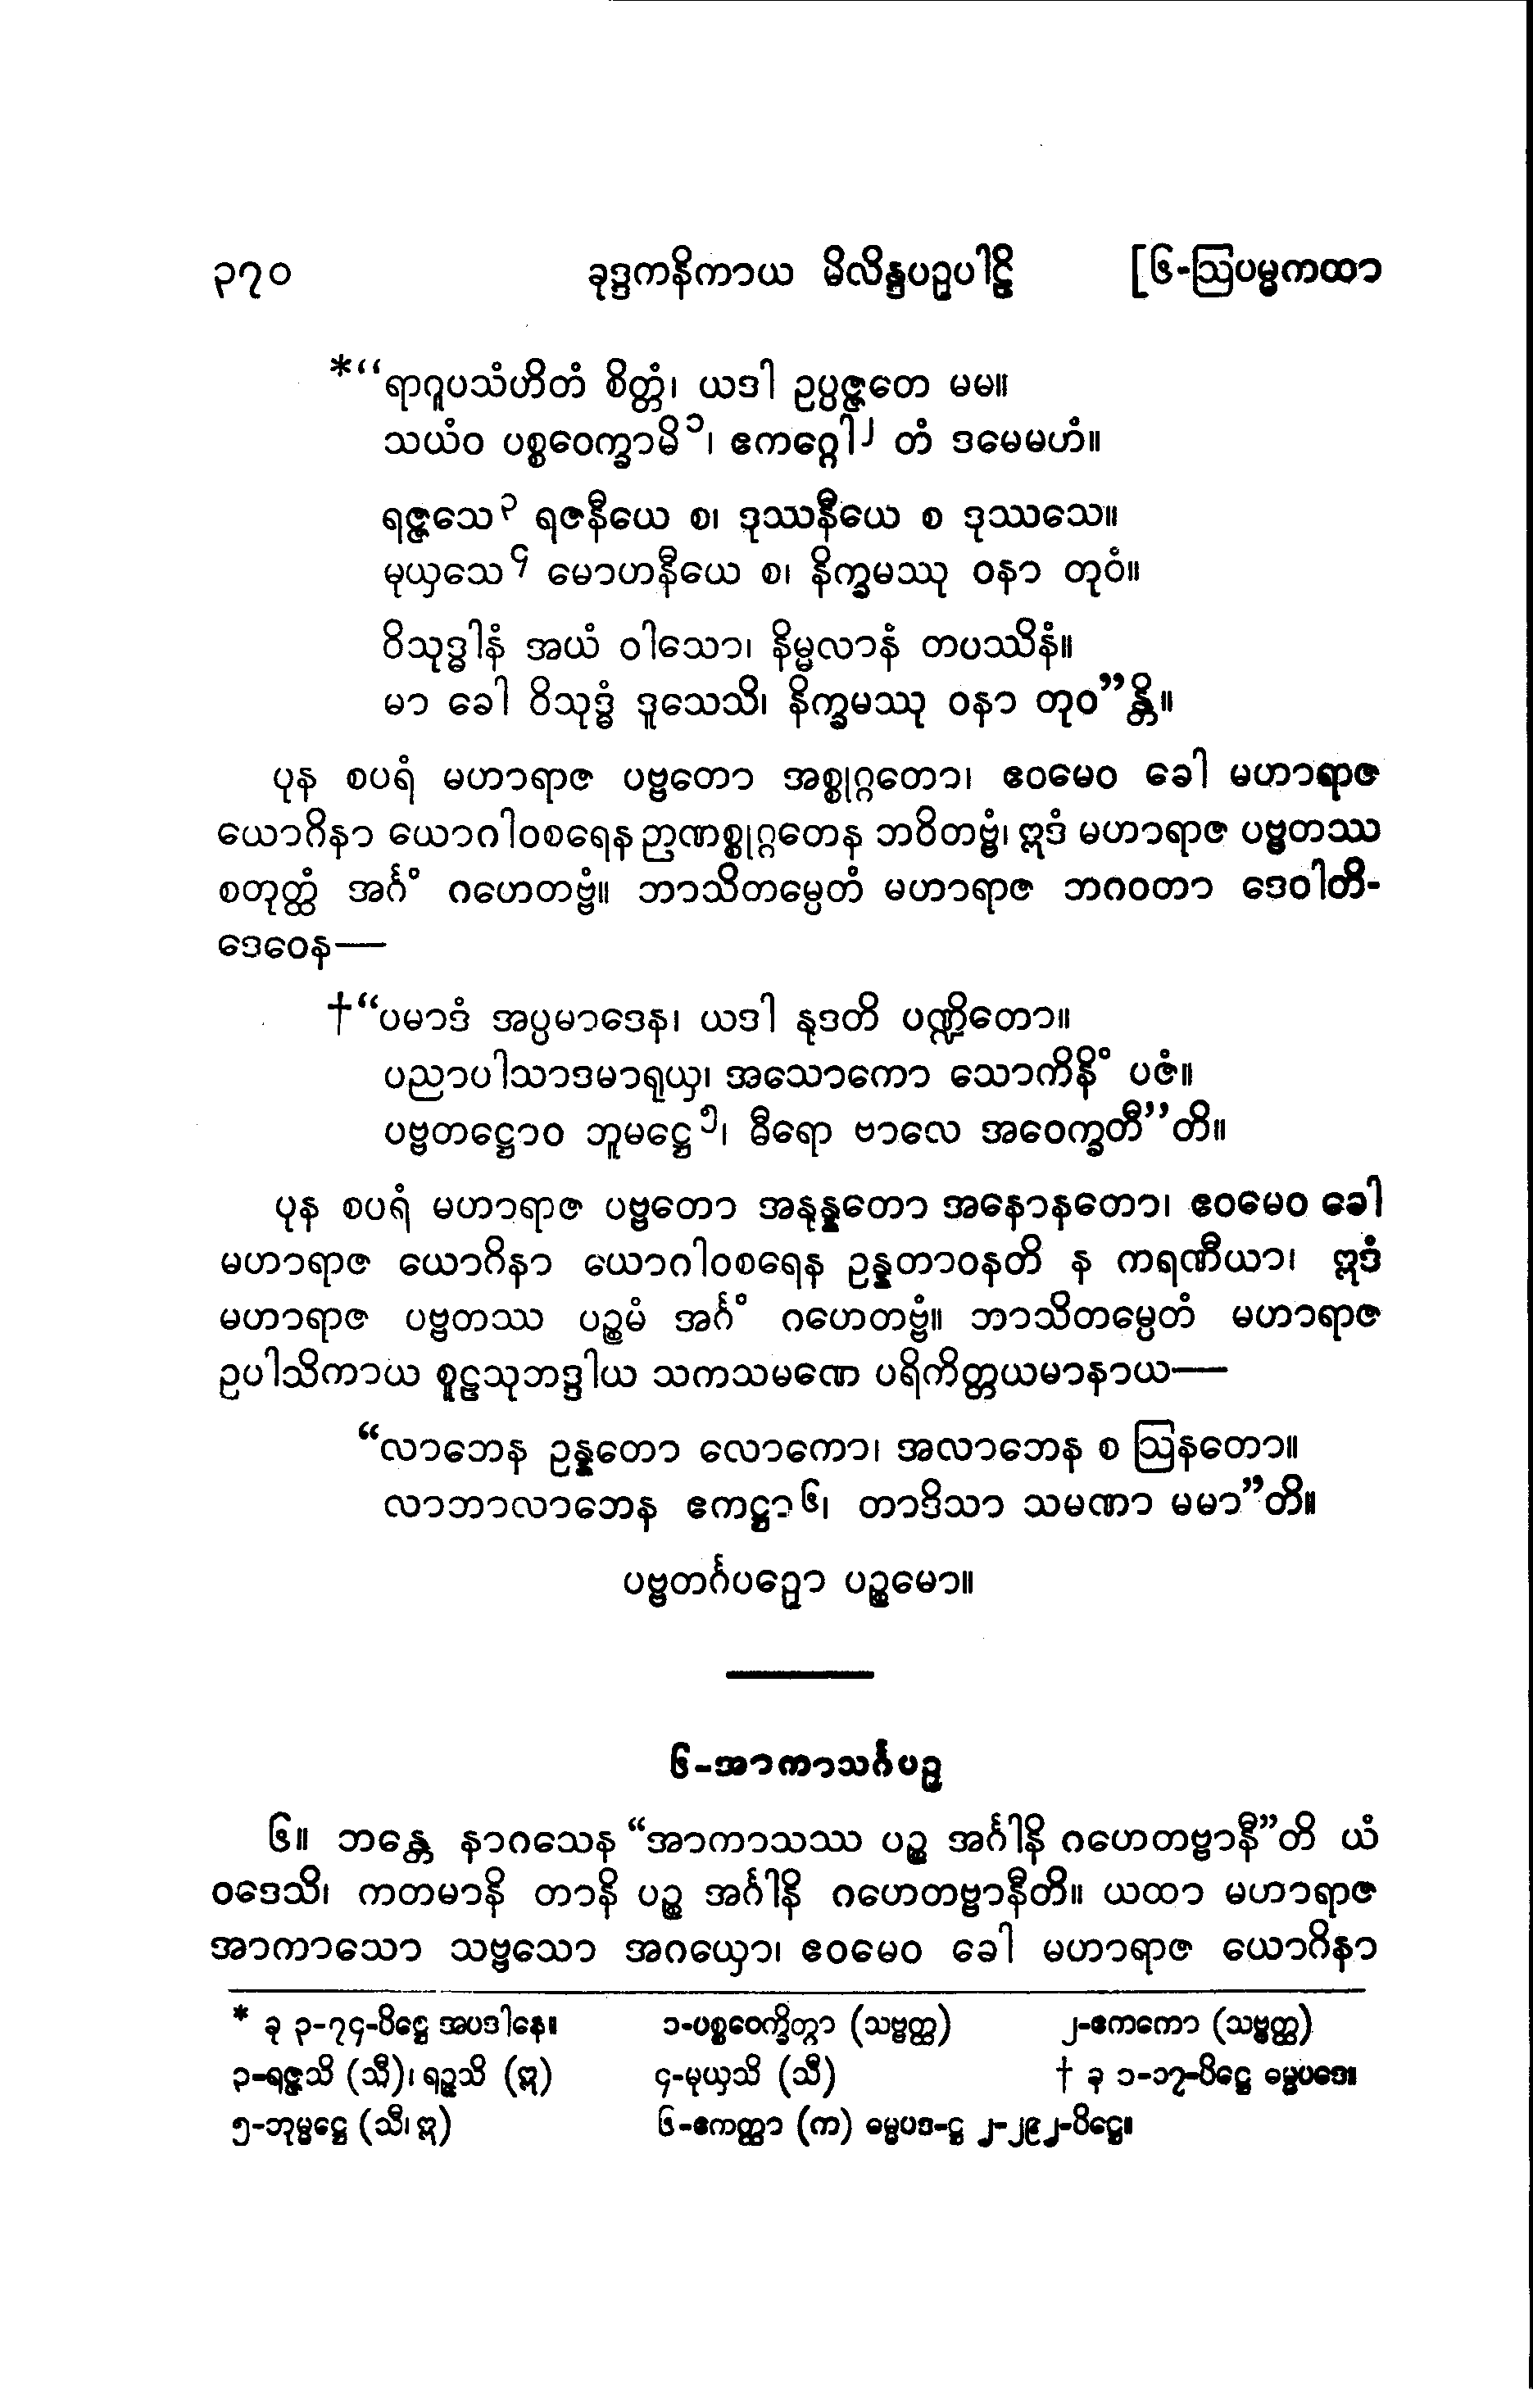 ၃၇၀ ခုဒ္ဒကနိကာယ မိလိန္ဒပဉှပါဠိ [၆-ဩပမ္မကထာ
*“ရာဂူပသံဟိတံ စိတ္တံ၊ ယဒါ ဥပ္ပဇ္ဇတေ မမ။
သယံဝ ပစ္စဝေက္ခာမိ၁၊ ဧကဂ္ဂေါ၂ တံ ဒမေမဟံ။
ရဇ္ဇသေ၃ ရဇနီယေ စ၊ ဒုဿနီယေ စ ဒုဿသေ။
မုယှသေ၄ မောဟနီယေ စ၊ နိက္ခမဿု ဝနာ တုဝံ။
ဝိသုဒ္ဓါနံ အယံ ဝါသော၊ နိမ္မလာနံ တပဿိနံ။
မာ ခေါ ဝိသုဒ္ဓံ ဒူသေသိ၊ နိက္ခမဿု ဝနာ တုဝ”န္တိ။
ပုန စပရံ မဟာရာဇ ပဗ္ဗတော အစ္စုဂ္ဂတော၊ ဧဝမေဝ ခေါ မဟာရာဇ
ယောဂိနာ ယောဂါဝစရေန ဉာဏစ္စုဂ္ဂတေန ဘဝိတဗ္ဗံ၊ ဣဒံ မဟာရာဇ ပဗ္ဗတဿ
စတုတ္ထံ အင်္ဂံ ဂဟေတဗ္ဗံ။ ဘာသိတမ္ပေတံ မဟာရာဇ ဘဂဝတာ ဒေဝါတိ-
ဒေဝေန—
†“ပမာဒံ အပ္ပမာဒေန၊ ယဒါ နုဒတိ ပဏ္ဍိတော။
ပညာပါသာဒမာရုယှ၊ အသောကော သောကိနိံ ပဇံ။
ပဗ္ဗတဋ္ဌောဝ ဘူမဋ္ဌေ၅၊ ဓီရော ဗာလေ အဝေက္ခတီ”တိ။
ပုန စပရံ မဟာရာဇ ပဗ္ဗတော အနုန္နတော အနောနတော၊ ဧဝမေဝ ခေါ
မဟာရာဇ ယောဂိနာ ယောဂါဝစရေန ဥန္နတာဝနတိ န ကရဏီယာ၊ ဣဒံ
မဟာရာဇ ပဗ္ဗတဿ ပဉ္စမံ အင်္ဂံ ဂဟေတဗ္ဗံ။ ဘာသိတမ္ပေတံ မဟာရာဇ
ဥပါသိကာယ စူဠသုဘဒ္ဒါယ သကသမဏေ ပရိကိတ္တယမာနာယ—
“လာဘေန ဥန္နတော လောကော၊ အလာဘေန စ ဩနတော။
လာဘာလာဘေန ဧကဋ္ဌာ၆၊ တာဒိသာ သမဏာ မမာ”တိ။
ပဗ္ဗတင်္ဂပဉှော ပဉ္စမော။
၆-အာကာသင်္ဂပဉှ
၆။ ဘန္တေ နာဂသေန “အာကာသဿ ပဉ္စ အင်္ဂါနိ ဂဟေတဗ္ဗာနီ”တိ ယံ
ဝဒေသိ၊ ကတမာနိ တာနိ ပဉ္စ အင်္ဂါနိ ဂဟေတဗ္ဗာနီတိ။ ယထာ မဟာရာဇ
အာကာသော သဗ္ဗသော အဂယှော၊ ဧဝမေဝ ခေါ မဟာရာဇ ယောဂိနာ
* ခု ၃-၇၄-ပိဋ္ဌေ အပဒါနေ။ ၁-ပစ္စဝေက္ခိတွာ (သဗ္ဗတ္ထ) ၂-ဧကကော (သဗ္ဗတ္ထ)
၃-ရဇ္ဇသိ (သီ)၊ ရဉ္ဇသိ (ဣ) ၄-မုယှသိ (သီ) † ခု ၁-၁၇-ပိဋ္ဌေ ဓမ္မပဒေ။
၅-ဘုမ္မဋ္ဌေ (သီ၊ ဣ) ၆-ဧကတ္ထာ (က) ဓမ္မပဒ-ဋ္ဌ ၂-၂၉၂-ပိဋ္ဌေ။